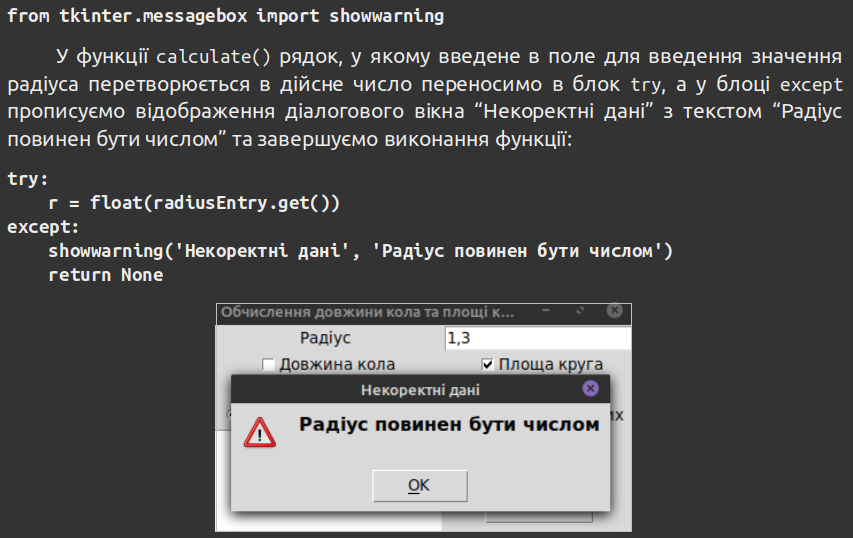 from tkinter.messagebox import showwarning
У функції calculate() рядок, у якому введене в поле для введення значення
радіуса перетворюється в дійсне число переносимо в блок try, а у блоці except
прописуємо відображення діалогового вікна “Некоректні дані” з текстом “Радіус
повинен бути числом” та завершуємо виконання функції:
try:
    r = float(radiusEntry.get())
except:
    showwarning('Некоректні дані', 'Радіус повинен бути числом')
    return None
Обчислення довжини кола та площі к...
Радіус 1,3
Довжина кола Площа круга
Некоректні дані
Радіус повинен бути числом
OK